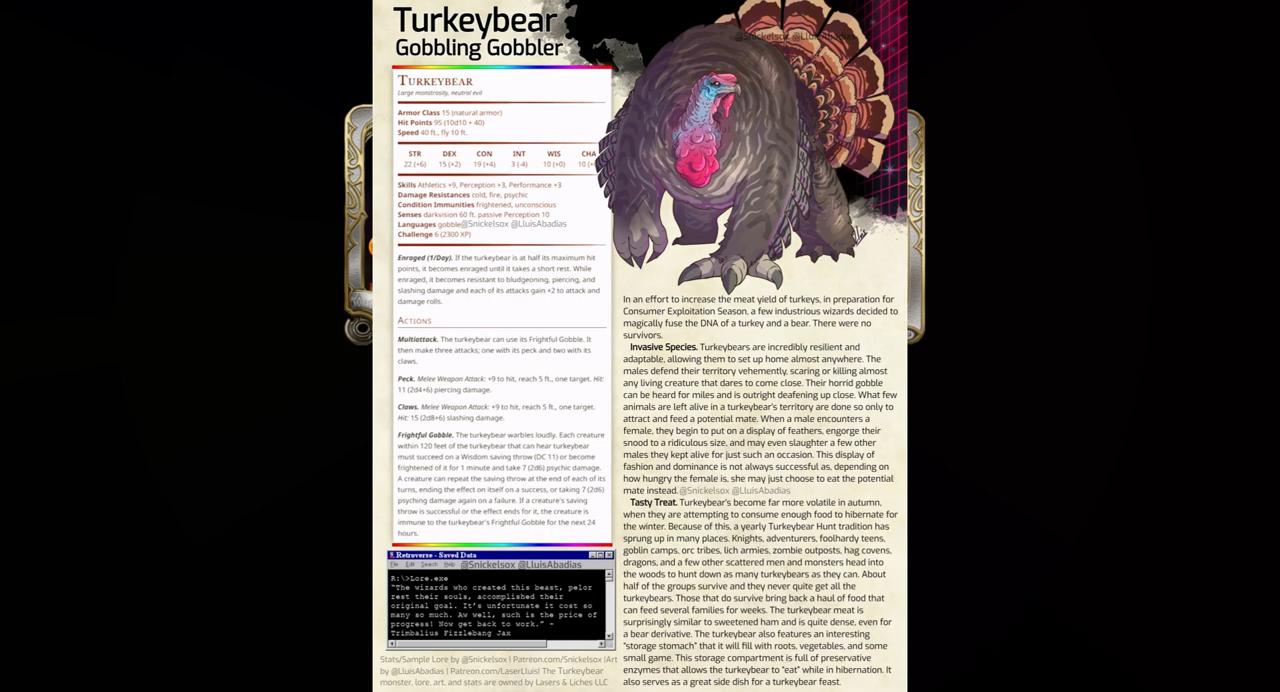 Turkeybear
Gobbling Gobbler
@Snickelsox @LluisAbadias
TURKEYBEAR
Large monstrosity, neutral evil
Armor Class 15 (natural armor)
Hit Points 95 (10d10 + 40)
Speed 40 ft., fly 10 ft.
STR DEX CON INT WIS CHA
22 (+6) 15 (+2) 19 (+4) 3 (-4) 10 (+0) 10
Skills Athletics +9, Perception +3, Performance +3
Damage Resistances cold, fire, psychic
Condition Immunities frightened, unconscious
Senses darkvision 60 ft. passive Perception 10
Languages gobble@Snickelsox @LluisAbadias
Challenge 6 (2300 XP)
Enraged (1/Day). If the turkeybear is at half its maximum hit
points, it becomes enraged until it takes a short rest. While
enraged, it becomes resistant to bludgeoning, piercing, and
slashing damage and each of its attacks gain +2 to attack and
damage rolls.
ACTIONS
Multiattack. The turkeybear can use its Frightful Gobble. It
then make three attacks; one with its peck and two with its
claws.
Peck. Melee Weapon Attack: +9 to hit, reach 5 ft., one target. Hit:
11 (2d4+6) piercing damage.
Claws. Melee Weapon Attack: +9 to hit, reach 5 ft., one target.
Hit: 15 (2d8+6) slashing damage.
Frightful Gobble. The turkeybear warbles loudly. Each creature
within 120 feet of the turkeybear that can hear turkeybear
must succeed on a Wisdom saving throw (DC 11) or become
frightened of it for 1 minute and take 7 (2d6) psychic damage.
A creature can repeat the saving throw at the end of each of its
turns, ending the effect on itself on a success, or taking 7 (2d6)
psyching damage again on a failure. If a creature's saving
throw is successful or the effect ends for it, the creature is
immune to the turkeybear's Frightful Gobble for the next 24
hours.
Retroverse - Saved Data
File Edit Search Help @Snickelsox @LluisAbadias
R:\>Lore.exe
"The wizards who created this beast, pelor
rest their souls, accomplished their
original goal. It's unfortunate it cost so
many so much. Aw well, such is the price of
progress! Now get back to work." -
Trimbalius Fizzlebang Jax
Stats/Sample Lore by @Snickelsox | Patreon.com/Snickelsox |Art
by @LluisAbadias | Patreon.com/LaserLluis| The Turkeybear
monster, lore, art, and stats are owned by Lasers & Liches LLC
In an effort to increase the meat yield of turkeys, in preparation for
Consumer Exploitation Season, a few industrious wizards decided to
magically fuse the DNA of a turkey and a bear. There were no
survivors.
Invasive Species. Turkeybears are incredibly resilient and
adaptable, allowing them to set up home almost anywhere. The
males defend their territory vehemently, scaring or killing almost
any living creature that dares to come close. Their horrid gobble
can be heard for miles and is outright deafening up close. What few
animals are left alive in a turkeybear's territory are done so only to
attract and feed a potential mate. When a male encounters a
female, they begin to put on a display of feathers, engorge their
snood to a ridiculous size, and may even slaughter a few other
males they kept alive for just such an occasion. This display of
fashion and dominance is not always successful as, depending on
how hungry the female is, she may just choose to eat the potential
mate instead.@Snickelsox @LluisAbadias
Tasty Treat. Turkeybear's become far more volatile in autumn,
when they are attempting to consume enough food to hibernate for
the winter. Because of this, a yearly Turkeybear Hunt tradition has
sprung up in many places. Knights, adventurers, foolhardy teens,
goblin camps, orc tribes, lich armies, zombie outposts, hag covens,
dragons, and a few other scattered men and monsters head into
the woods to hunt down as many turkeybears as they can. About
half of the groups survive and they never quite get all the
turkeybears. Those that do survive bring back a haul of food that
can feed several families for weeks. The turkeybear meat is
surprisingly similar to sweetened ham and is quite dense, even for
a bear derivative. The turkeybear also features an interesting
"storage stomach" that it will fill with roots, vegetables, and some
small game. This storage compartment is full of preservative
enzymes that allows the turkeybear to "eat" while in hibernation. It
also serves as a great side dish for a turkeybear feast.